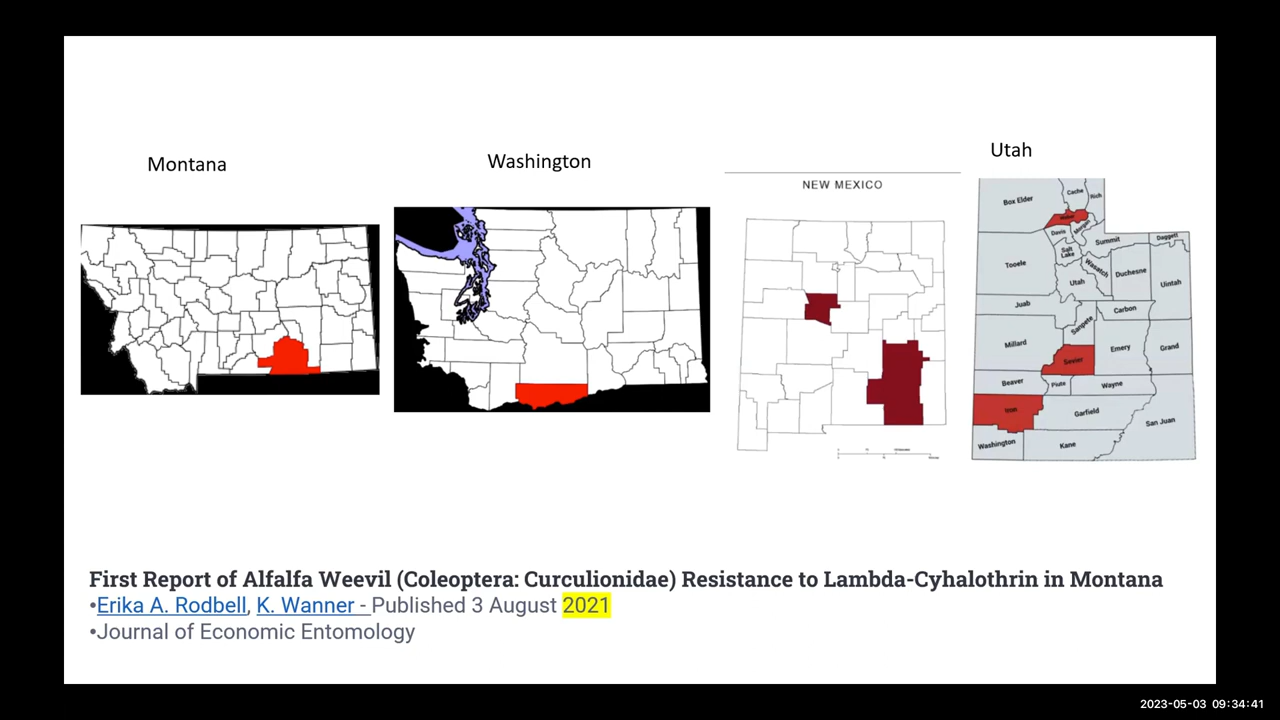 Montana
Washington
Utah
NEW MEXICO
Box Elder
Cache
Rich
Weber
Morgan
Davis
Salt
Lake
Summit
Daggett
Tooele
Wasatch
Duchesne
Uintah
Utah
Juab
Carbon
Sanpete
Millard
Emery
Grand
Sevier
Beaver
Piute
Wayne
Iron
Garfield
San Juan
Washington
Kane
First Report of Alfalfa Weevil (Coleoptera: Curculionidae) Resistance to Lambda-Cyhalothrin in Montana
•Erika A. Rodbell, K. Wanner - Published 3 August 2021
•Journal of Economic Entomology
2023-05-03 09:34:41